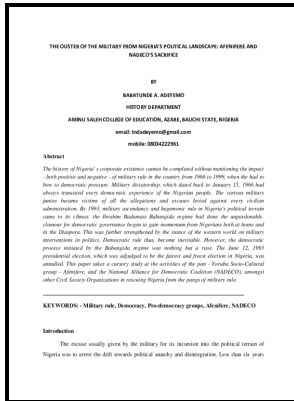 THE OUSTER OF THE MILITARY FROM NIGERIA'S POLITICAL LANDSCAPE: AFENIFERE AND
NADECO'S SACRIFICE
BY
BABATUNDE A. ADEYEMO
HISTORY DEPARTMENT
AMINU SALEH COLLEGE OF EDUCATION, AZARE, BAUCHI STATE, NIGERIA
email: tedadeyemo@gmail.com
mobile: 08034222961
Abstract
The history of Nigeria' s corporate existence cannot be completed without mentioning the impact
- both positive and negative - of military rule in the country from 1966 to 1999, when the had to
bow to democratic pressure. Military dictatorship, which dated back to January 15, 1966 had
always truncated every democratic experience of the Nigerian people. The various military
juntas became victims of all the allegations and excuses levied against every civilian
administration. By 1993, military ascendancy and hegemonic rule in Nigeria's political terrain
came to its climax. the Ibrahim Badamasi Babangida regime had done the unpardonable.
clamour for democratic governance began to gain momentum from Nigerians both at home and
in the Diaspora. This was further strengthened by the stance of the western world on military
interventions in politics. Democratic rule thus, become inevitable. However, the democratic
process initiated by the Babangida regime was nothing but a ruse. The June 12, 1993
presidential election, which was adjudged to be the fairest and freest election in Nigeria, was
annulled. This paper takes a cursory study at the activities of the pan - Yoruba Socio-Cultural
group - Afenifere, and the National Alliance for Democratic Coalition (NADECO), amongst
other Civil Society Organizations in rescuing Nigeria from the pangs of military rule.
KEYWORDS: - Military rule, Democracy, Pro-democracy groups, Afenifere, NADECO
Introduction
The excuse usually given by the military for its incursion into the political terrain of
Nigeria was to arrest the drift towards political anarchy and disintegration. Less than six years